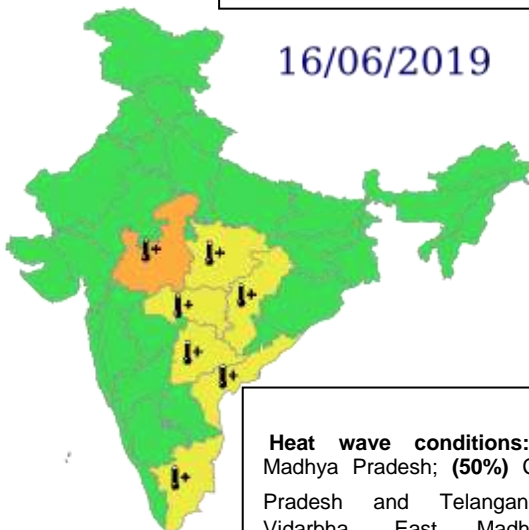 16/06/2019
Heat wave conditions:
Madhya Pradesh; (50%)
Pradesh and Telangan
Vidarbha, East Madh